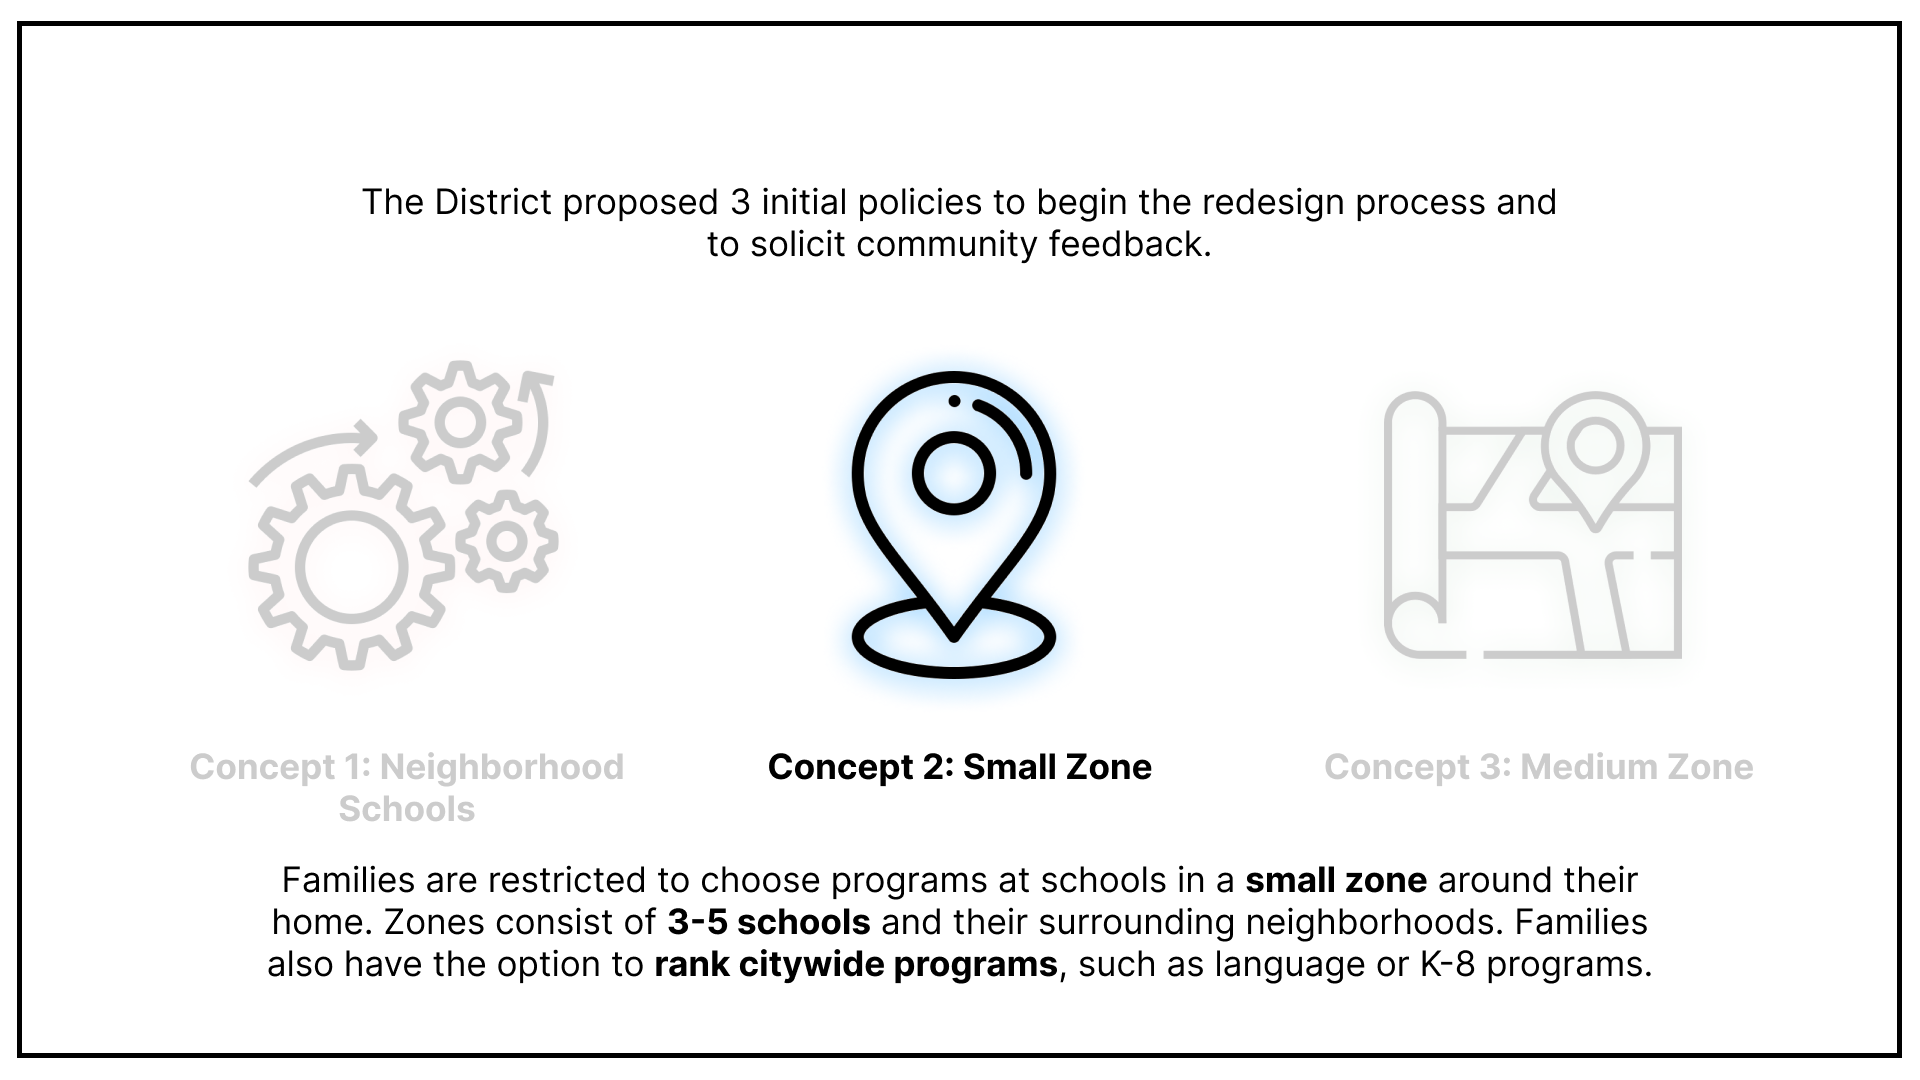 The District proposed 3 initial policies to begin the redesign process and
to solicit community feedback.
Concept 1: Neighborhood
Schools
Concept 2: Small Zone
Concept 3: Medium Zone
Families are restricted to choose programs at schools in a small zone around their
home. Zones consist of 3-5 schools and their surrounding neighborhoods. Families
also have the option to rank citywide programs, such as language or K-8 programs.